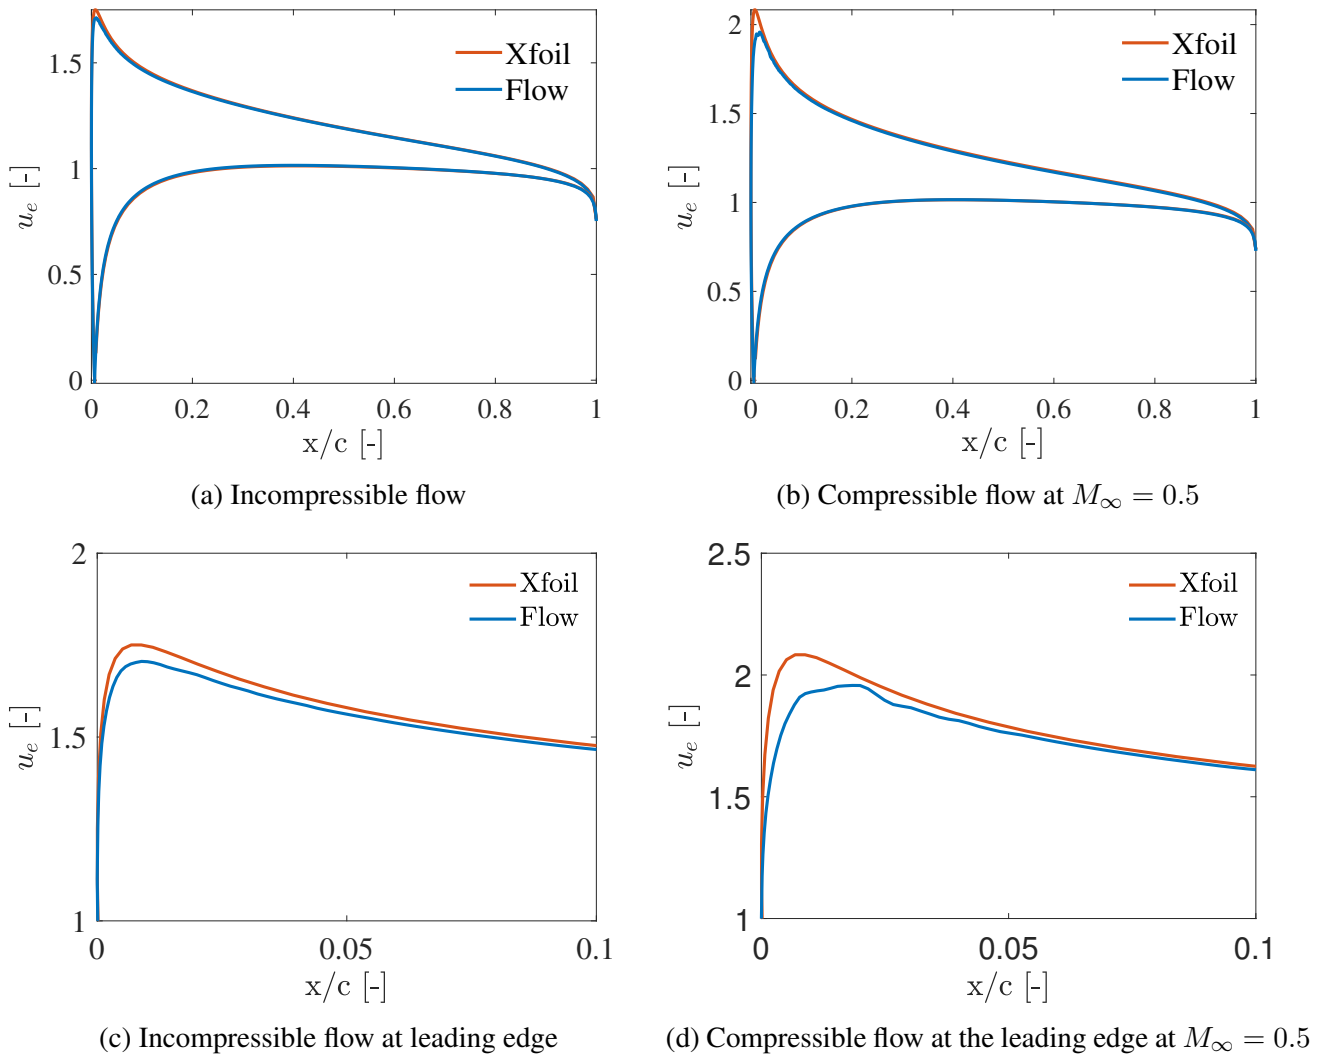 1.5
1
0.5
0
u_e [-]
Xfoil
Flow
0 0.2 0.4 0.6 0.8 1
x/c [-]
(a) Incompressible flow
2
1.5
1
0.5
0
u_e [-]
Xfoil
Flow
0 0.2 0.4 0.6 0.8 1
x/c [-]
(b) Compressible flow at M∞ = 0.5
2
1.5
1
u_e [-]
Xfoil
Flow
0 0.05 0.1
x/c [-]
(c) Incompressible flow at leading edge
2.5
2
1.5
1
u_e [-]
Xfoil
Flow
0 0.05 0.1
x/c [-]
(d) Compressible flow at the leading edge at M∞ = 0.5